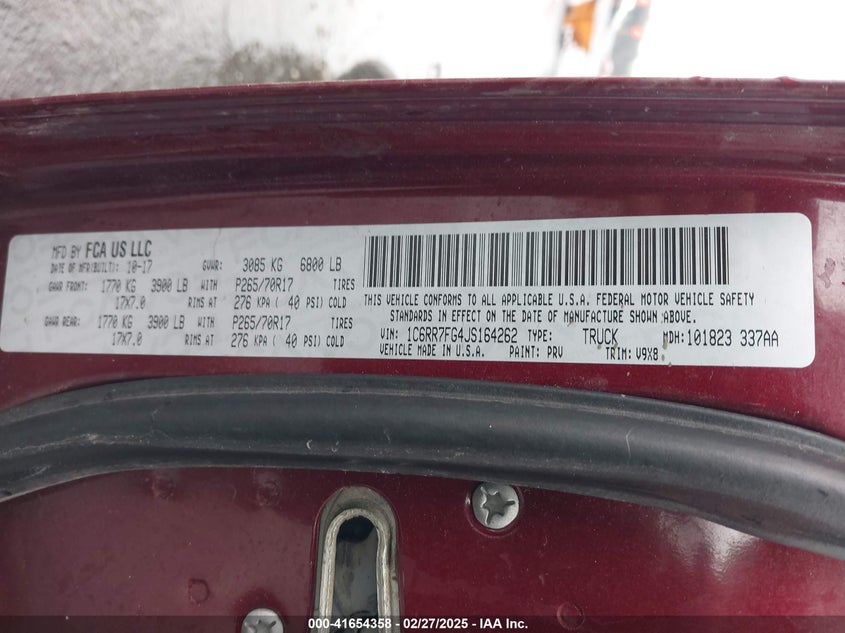 MFD BY FCA US LLC
DATE OF MFR(BUILT): 10-17 GVWR: 3085 KG 6800 LB
GAWR FRONT: 1770 KG 3900 LB WITH P265/70R17 TIRES
17X7.0 RIMS AT 276 KPA ( 40 PSI) COLD
GAWR REAR: 1770 KG 3900 LB WITH P265/70R17 TIRES
17X7.0 RIMS AT 276 KPA ( 40 PSI) COLD
THIS VEHICLE CONFORMS TO ALL APPLICABLE U.S.A. FEDERAL MOTOR VEHICLE SAFETY
STANDARDS IN EFFECT ON THE DATE OF MANUFACTURE SHOWN ABOVE.
VIN: 1C6RR7FG4JS164262 TYPE: TRUCK MDH: 101823 337AA
VEHICLE MADE IN U.S.A. PAINT: PRV TRIM: V9X8
000-41654358 - 02/27/2025 - IAA Inc.